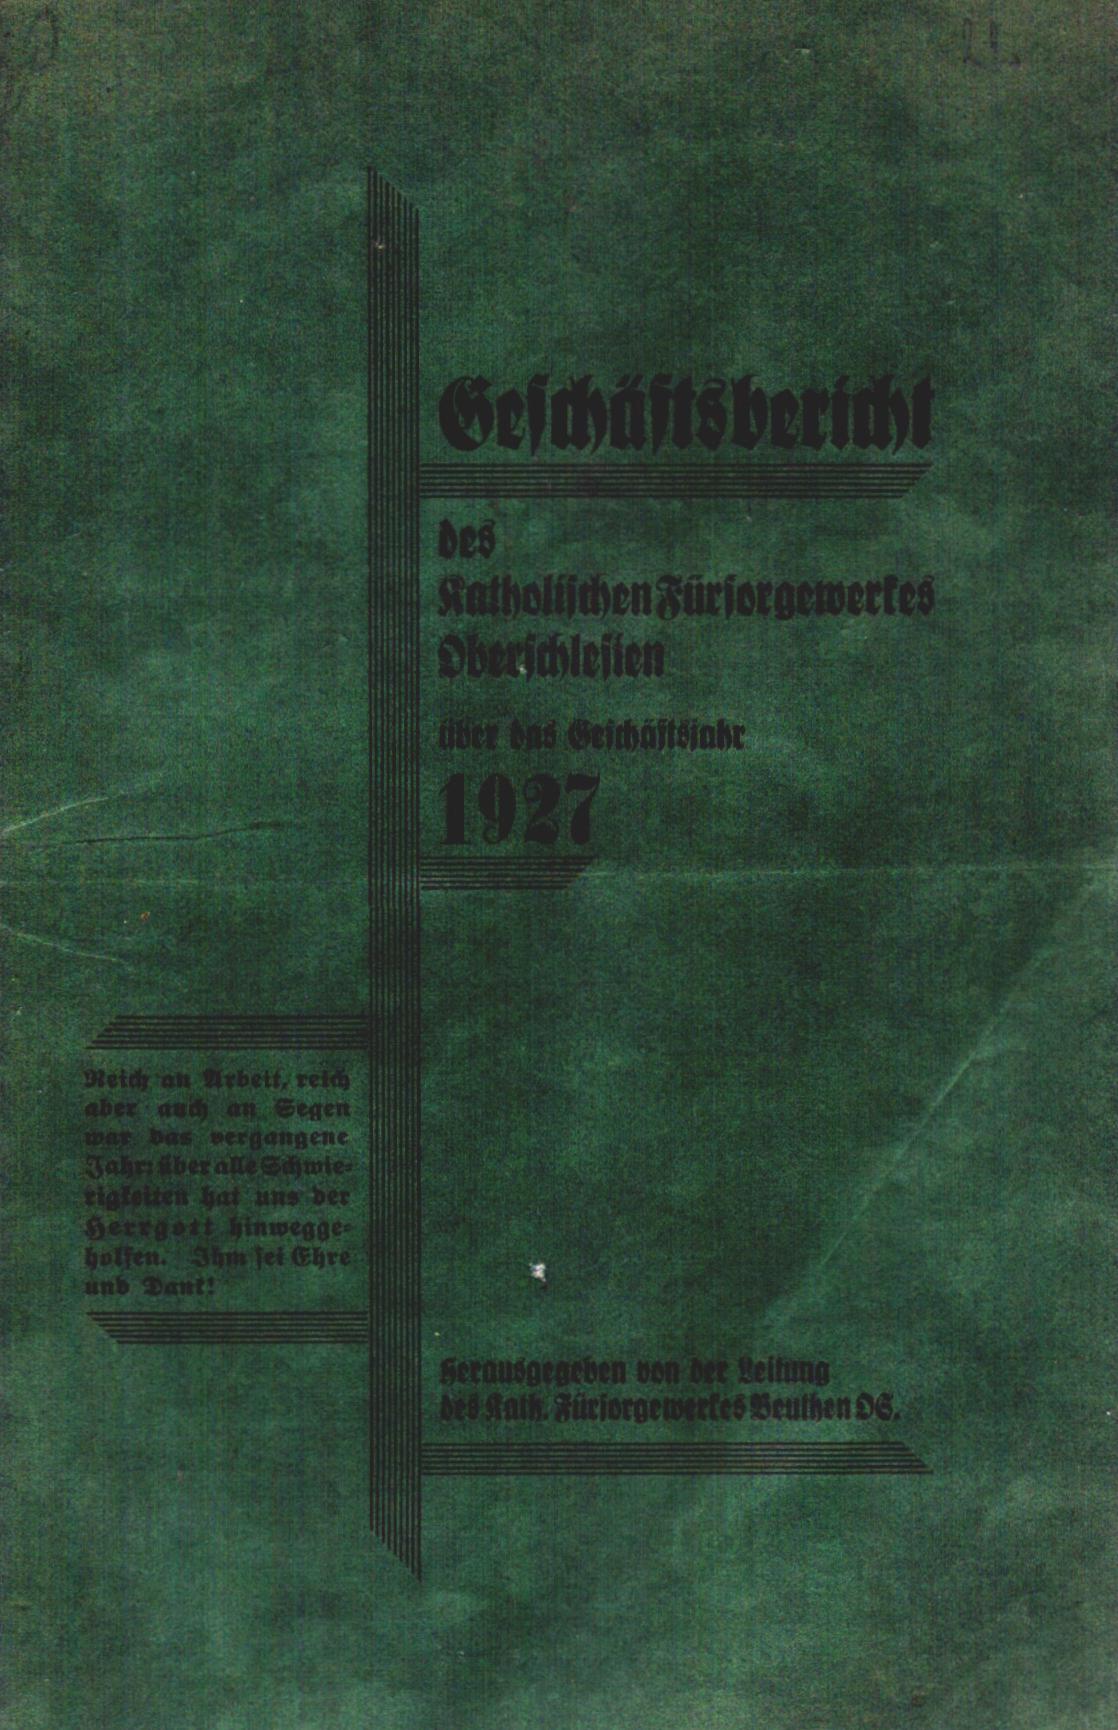 24.
Geschäftsbericht
des
Katholischen Fürsorgewerkes
Oberschlesien
über das Geschäftsjahr
1927
Reich an Arbeit, reich
aber auch an Segen
war das vergangene
Jahr: über alle Schwie-
rigkeiten hat uns der
Herrgott hinwegge-
holfen. Ihm sei Ehre
und Dank!
Herausgegeben von der Leitung
des Kath. Fürsorgewerkes Beuthen OS.